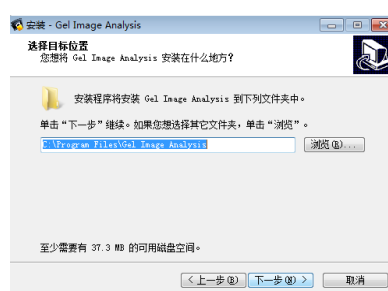 安装 - Gel Image Analysis
选择目标位置
您想将 Gel Image Analysis 安装在什么地方?
安装程序将安装 Gel Image Analysis 到下列文件夹中。
单击“下一步”继续。如果您想选择其它文件夹，单击“浏览”。
C:\Program Files\Gel Image Analysis
浏览(R)...
至少需要有 37.3 MB 的可用磁盘空间。
< 上一步(B) 下一步(N) > 取消